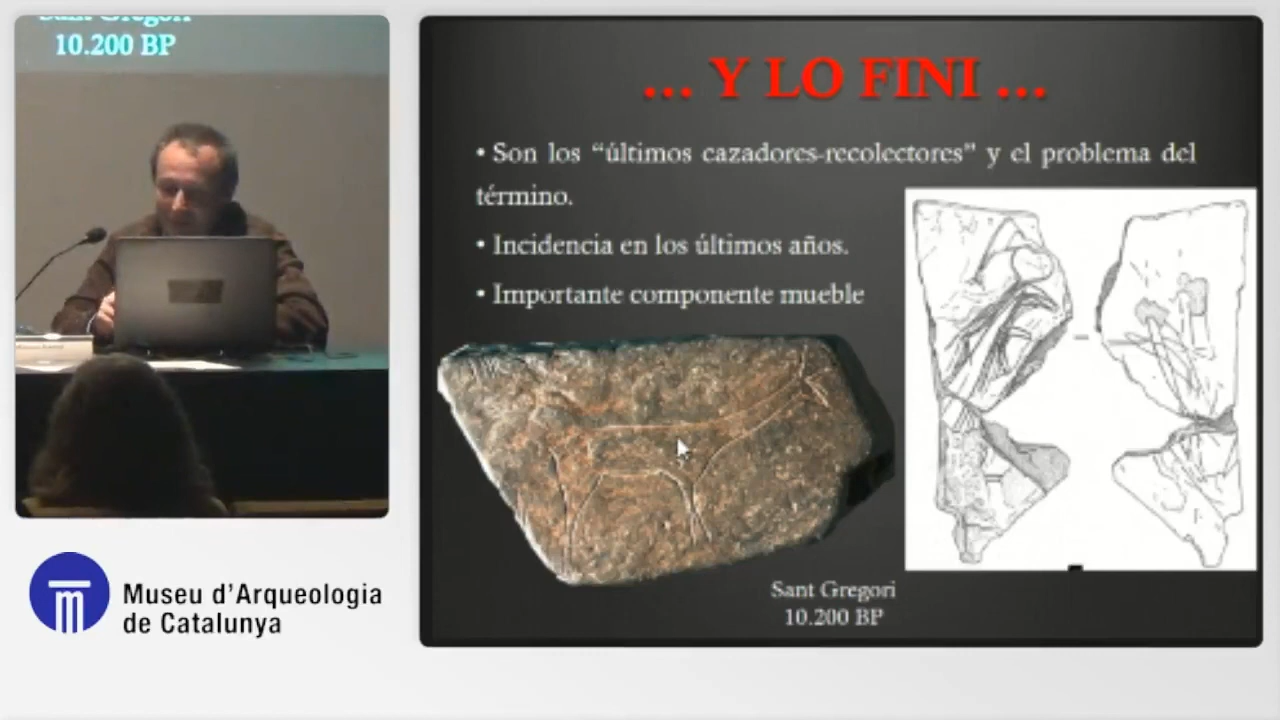 Sant Gregori
10.200 BP
... Y LO FINI ...
• Son los “últimos cazadores-recolectores” y el problema del
término.
• Incidencia en los últimos años.
• Importante componente mueble
Sant Gregori
10.200 BP
Museu d’Arqueologia
de Catalunya